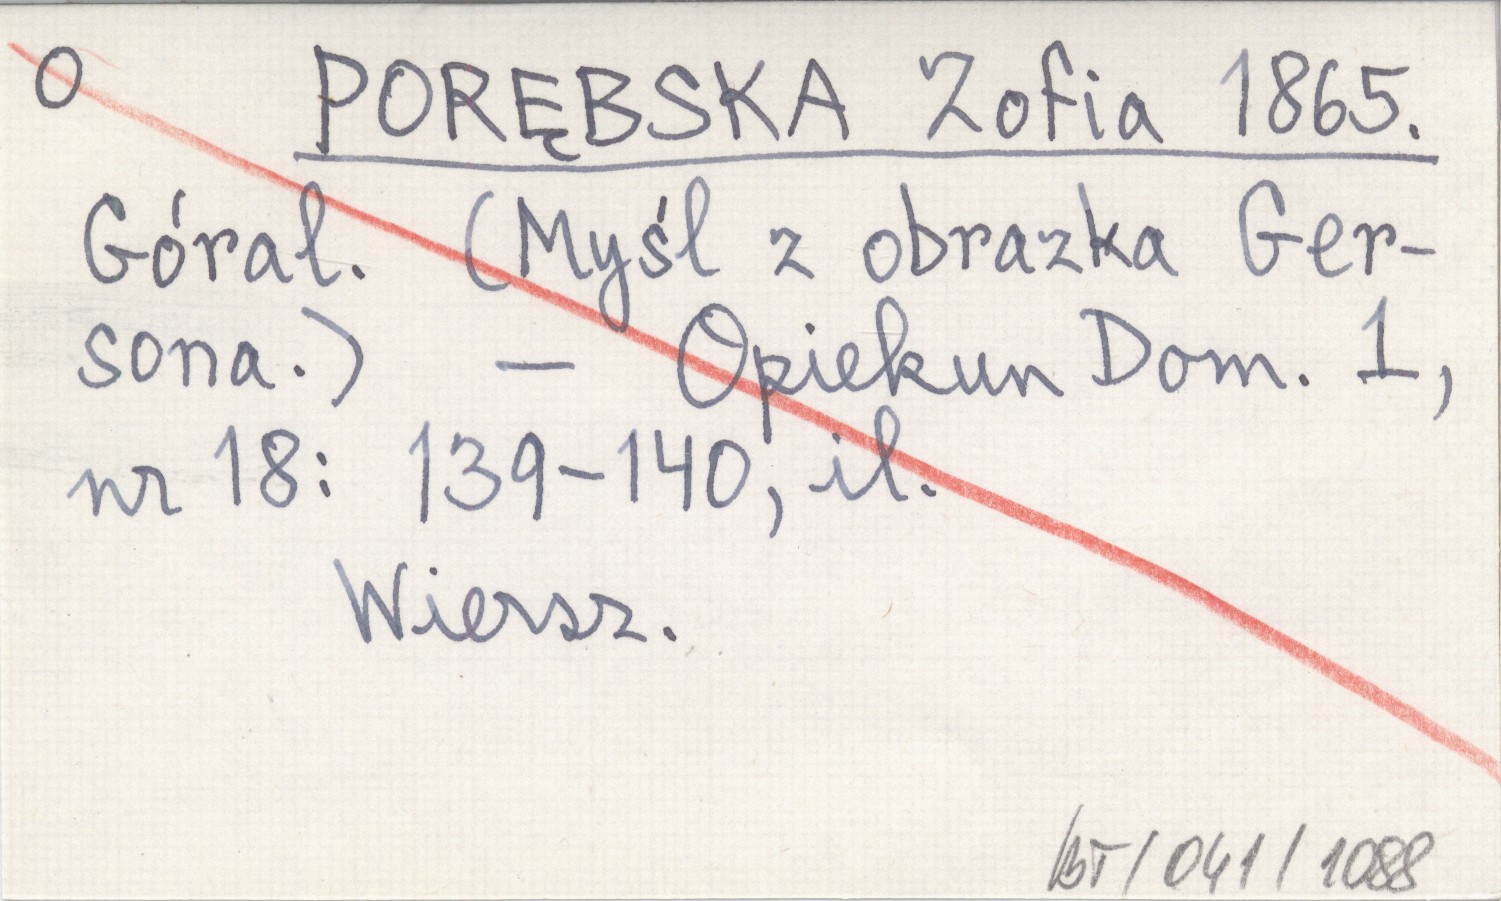 O PORĘBSKA Zofia 1865.
Góral. (Myśl z obrazka Ger-
sona.) — Opiekun Dom. 1,
nr 18: 139-140, il.
Wiersz.
BT/041/1088